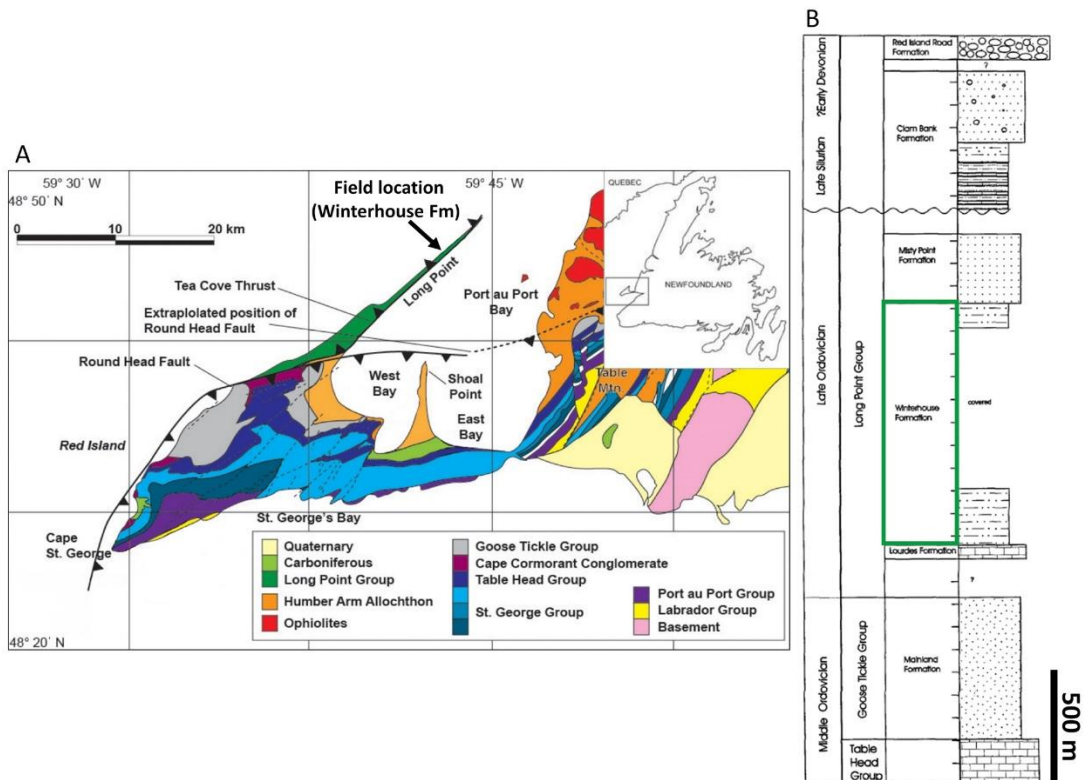 A
59° 30' W
59° 45' W
48° 50' N
Field location
(Winterhouse Fm)
0
10
20 km
Long Point
Tea Cove Thrust
Port au Port
Bay
Extraplolated position of
Round Head Fault
Round Head Fault
West
Bay
Shoal
Point
East
Bay
Table
Mtn.
Red Island
Cape
St. George
St. George's Bay
48° 20' N
QUEBEC
NEWFOUNDLAND
Quaternary
Carboniferous
Long Point Group
Humber Arm Allochthon
Ophiolites
Goose Tickle Group
Cape Cormorant Conglomerate
Table Head Group
St. George Group
Port au Port Group
Labrador Group
Basement
B
?Early Devonian
Late Silurian
Late Ordovician
Middle Ordovician
Long Point Group
Goose Tickle Group
Table
Head
Group
Red Island Road
Formation
?
Clam Bank
Formation
Misty Point
Formation
Winterhouse
Formation
covered
Lourdes Formation
?
Mainland
Formation
500 m